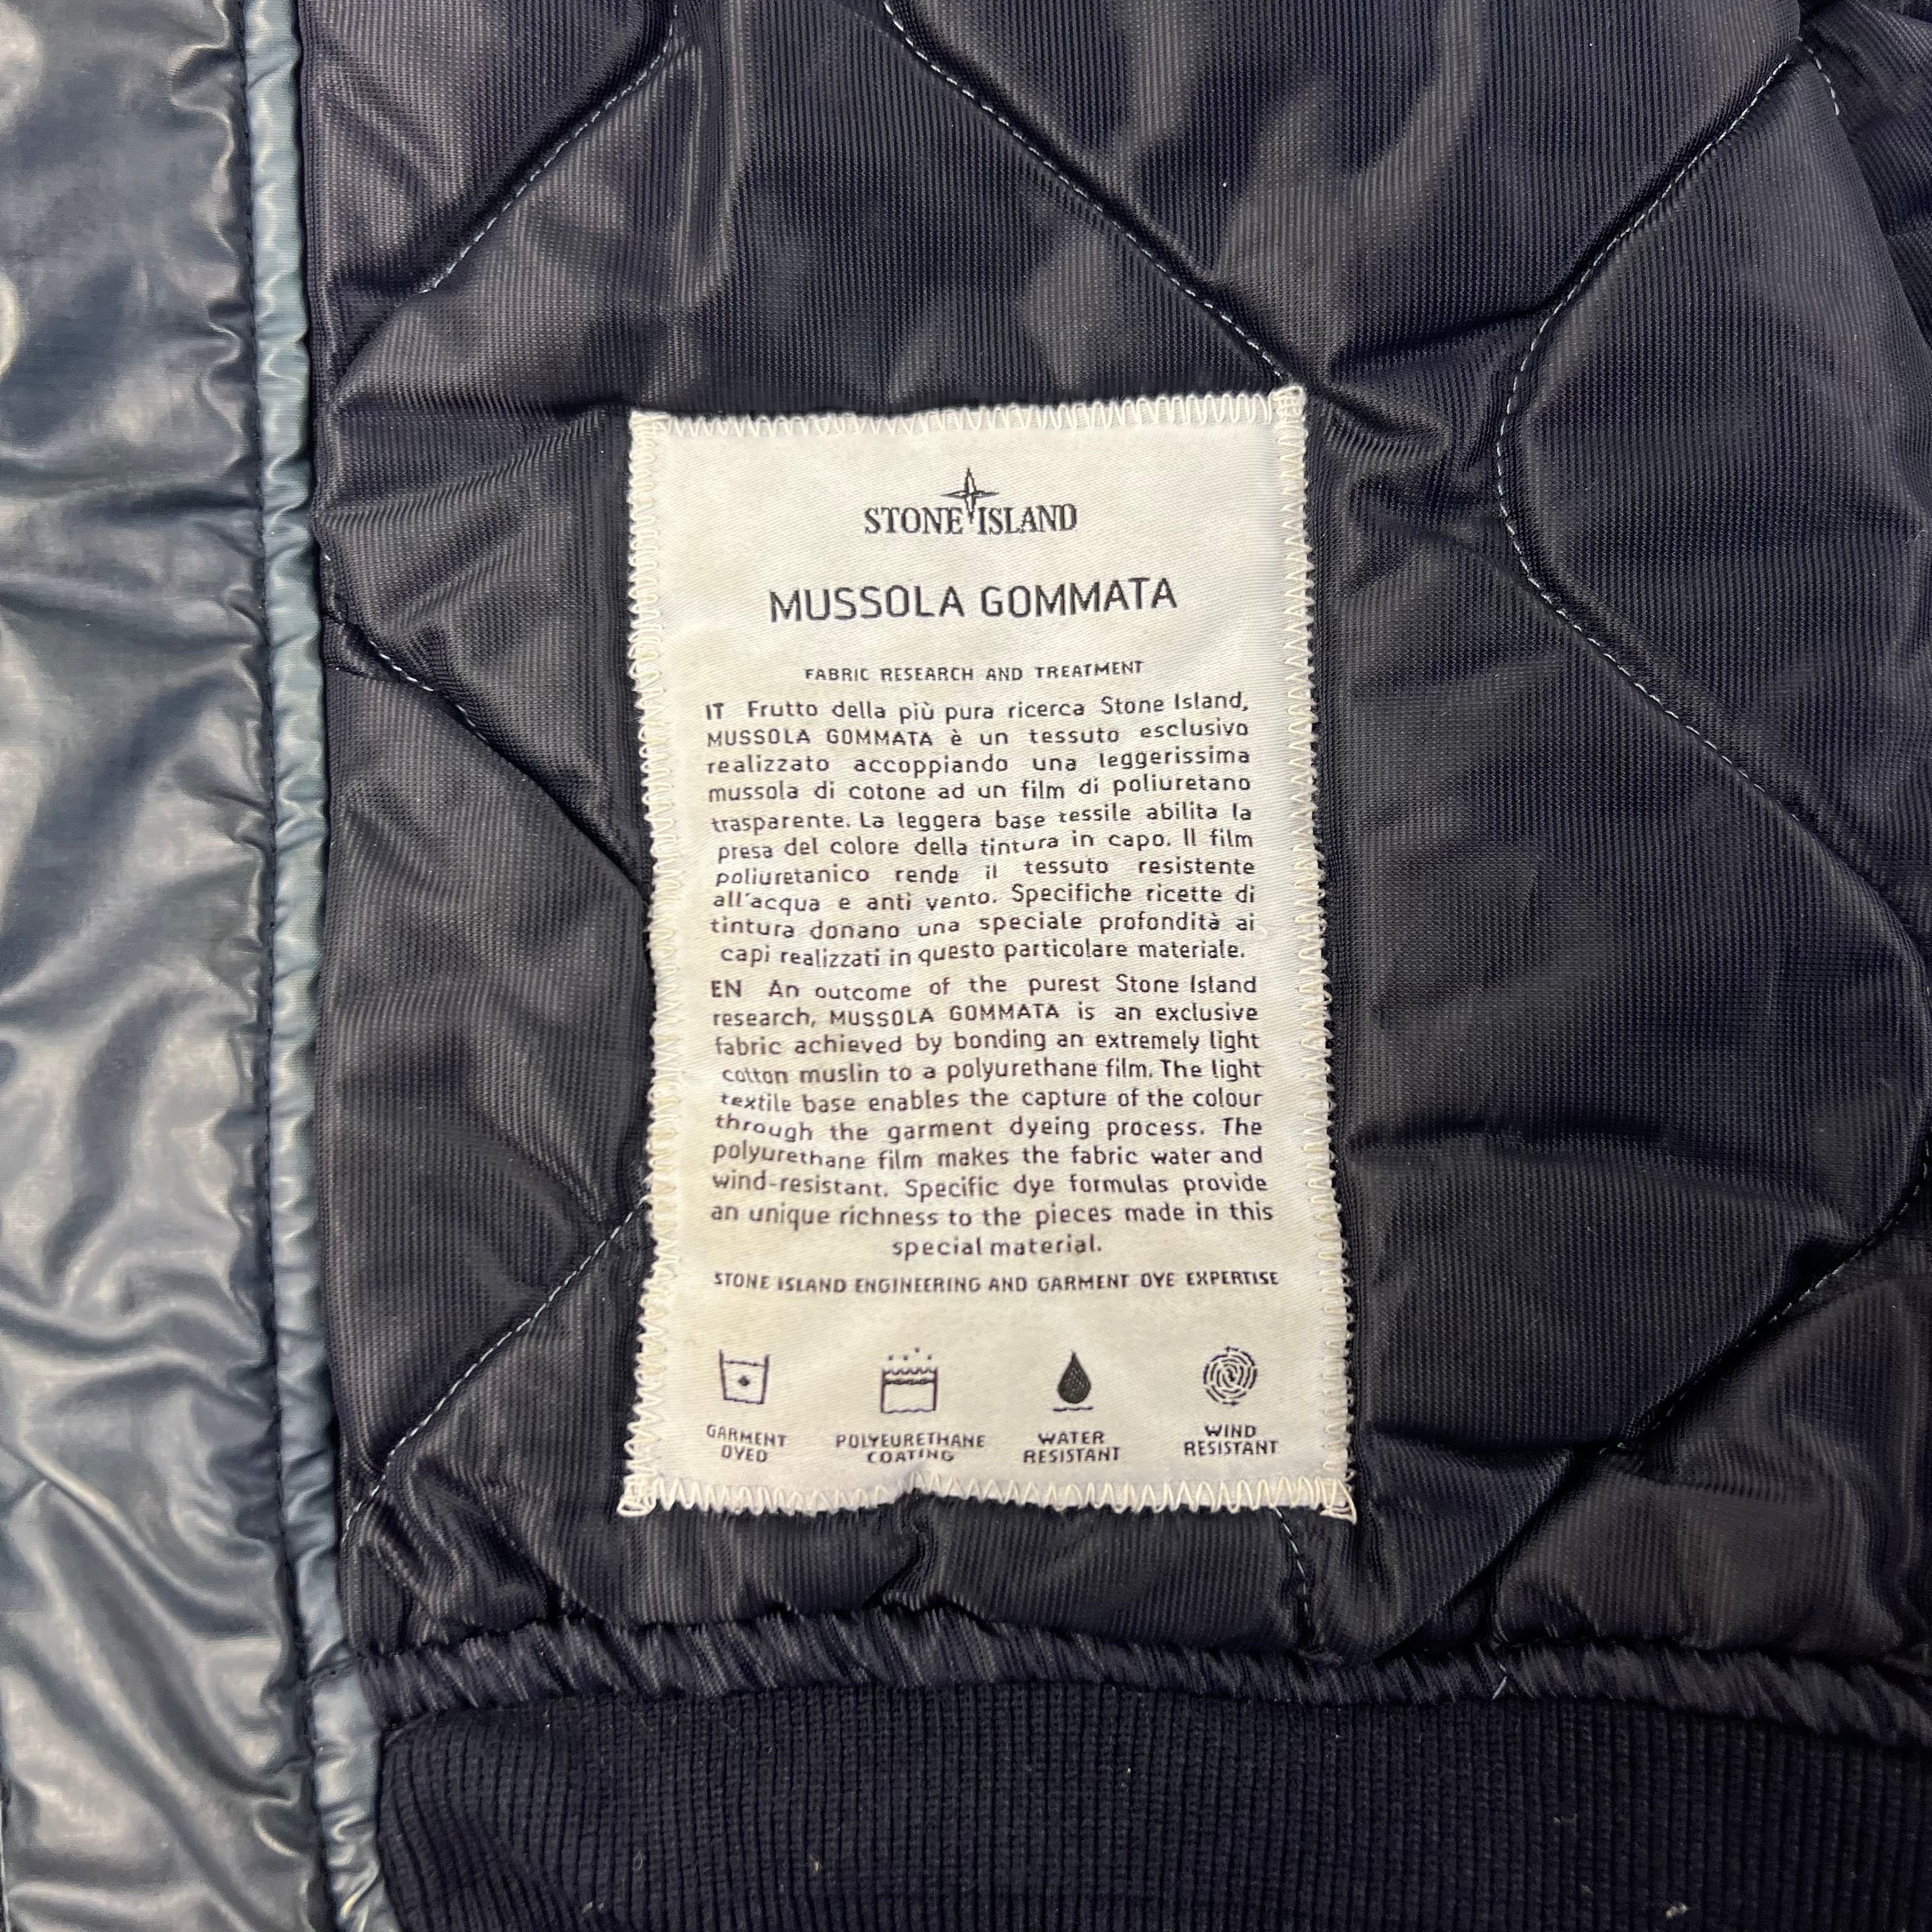 STONE ISLAND
MUSSOLA GOMMATA
FABRIC RESEARCH AND TREATMENT
IT Frutto della più pura ricerca Stone Island,
MUSSOLA GOMMATA è un tessuto esclusivo
realizzato accoppiando una leggerissima
mussola di cotone ad un film di poliuretano
trasparente. La leggera base tessile abilita la
presa del colore della tintura in capo. Il film
poliuretanico rende il tessuto resistente
all'acqua e anti vento. Specifiche ricette di
tintura donano una speciale profondità ai
capi realizzati in questo particolare materiale.
EN An outcome of the purest Stone Island
research, MUSSOLA GOMMATA is an exclusive
fabric achieved by bonding an extremely light
cotton muslin to a polyurethane film. The light
textile base enables the capture of the colour
through the garment dyeing process. The
polyurethane film makes the fabric water and
wind-resistant. Specific dye formulas provide
an unique richness to the pieces made in this
special material.
STONE ISLAND ENGINEERING AND GARMENT DYE EXPERTISE
GARMENT DYED
POLYEURETHANE COATING
WATER RESISTANT
WIND RESISTANT